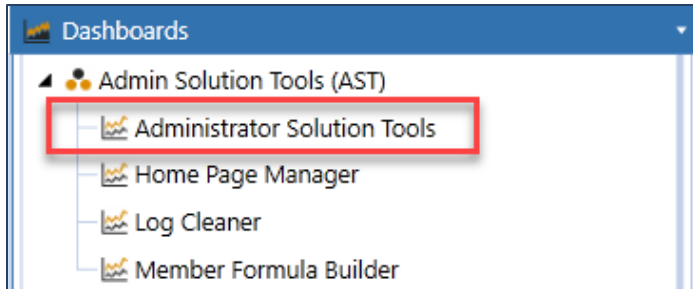 Dashboards
Admin Solution Tools (AST)
Administrator Solution Tools
Home Page Manager
Log Cleaner
Member Formula Builder